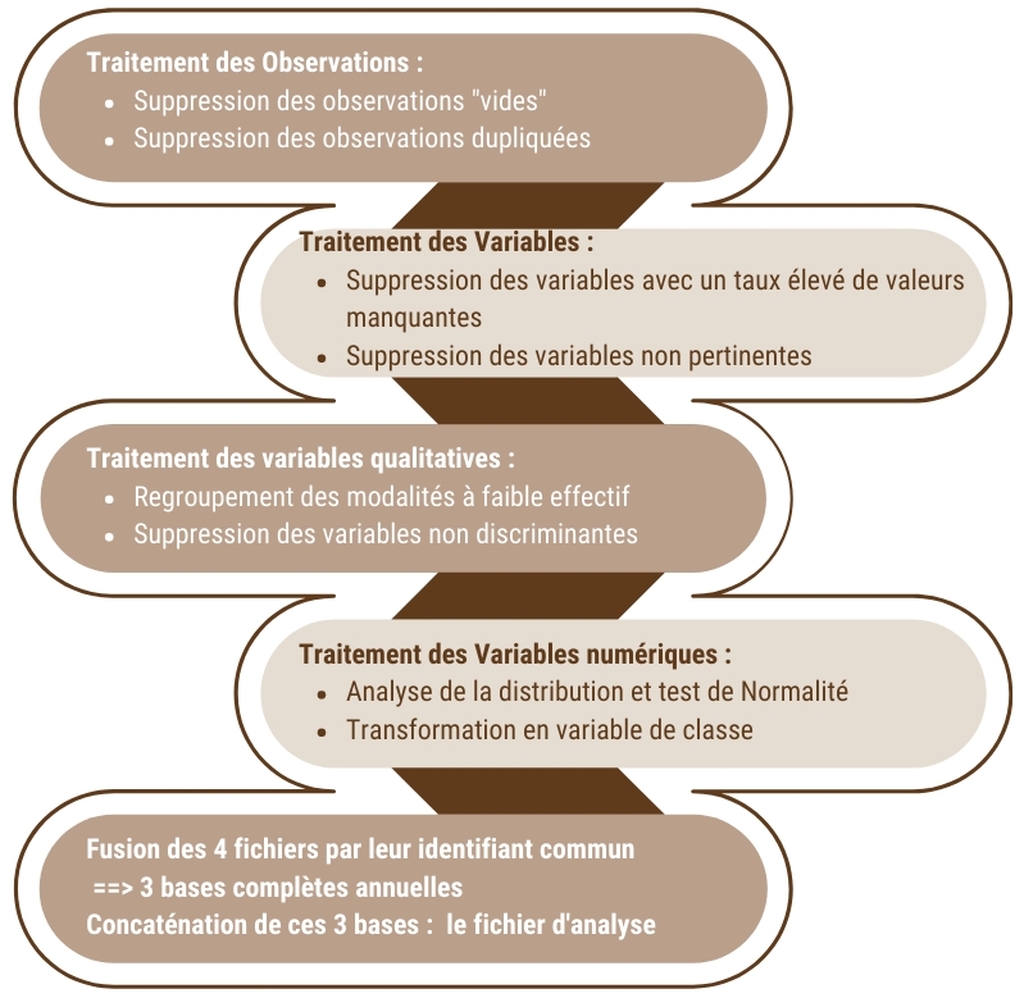 Traitement des Observations :
• Suppression des observations "vides"
• Suppression des observations dupliquées
Traitement des Variables :
• Suppression des variables avec un taux élevé de valeurs
manquantes
• Suppression des variables non pertinentes
Traitement des variables qualitatives :
• Regroupement des modalités à faible effectif
• Suppression des variables non discriminantes
Traitement des Variables numériques :
• Analyse de la distribution et test de Normalité
• Transformation en variable de classe
Fusion des 4 fichiers par leur identifiant commun
==> 3 bases complètes annuelles
Concaténation de ces 3 bases : le fichier d'analyse